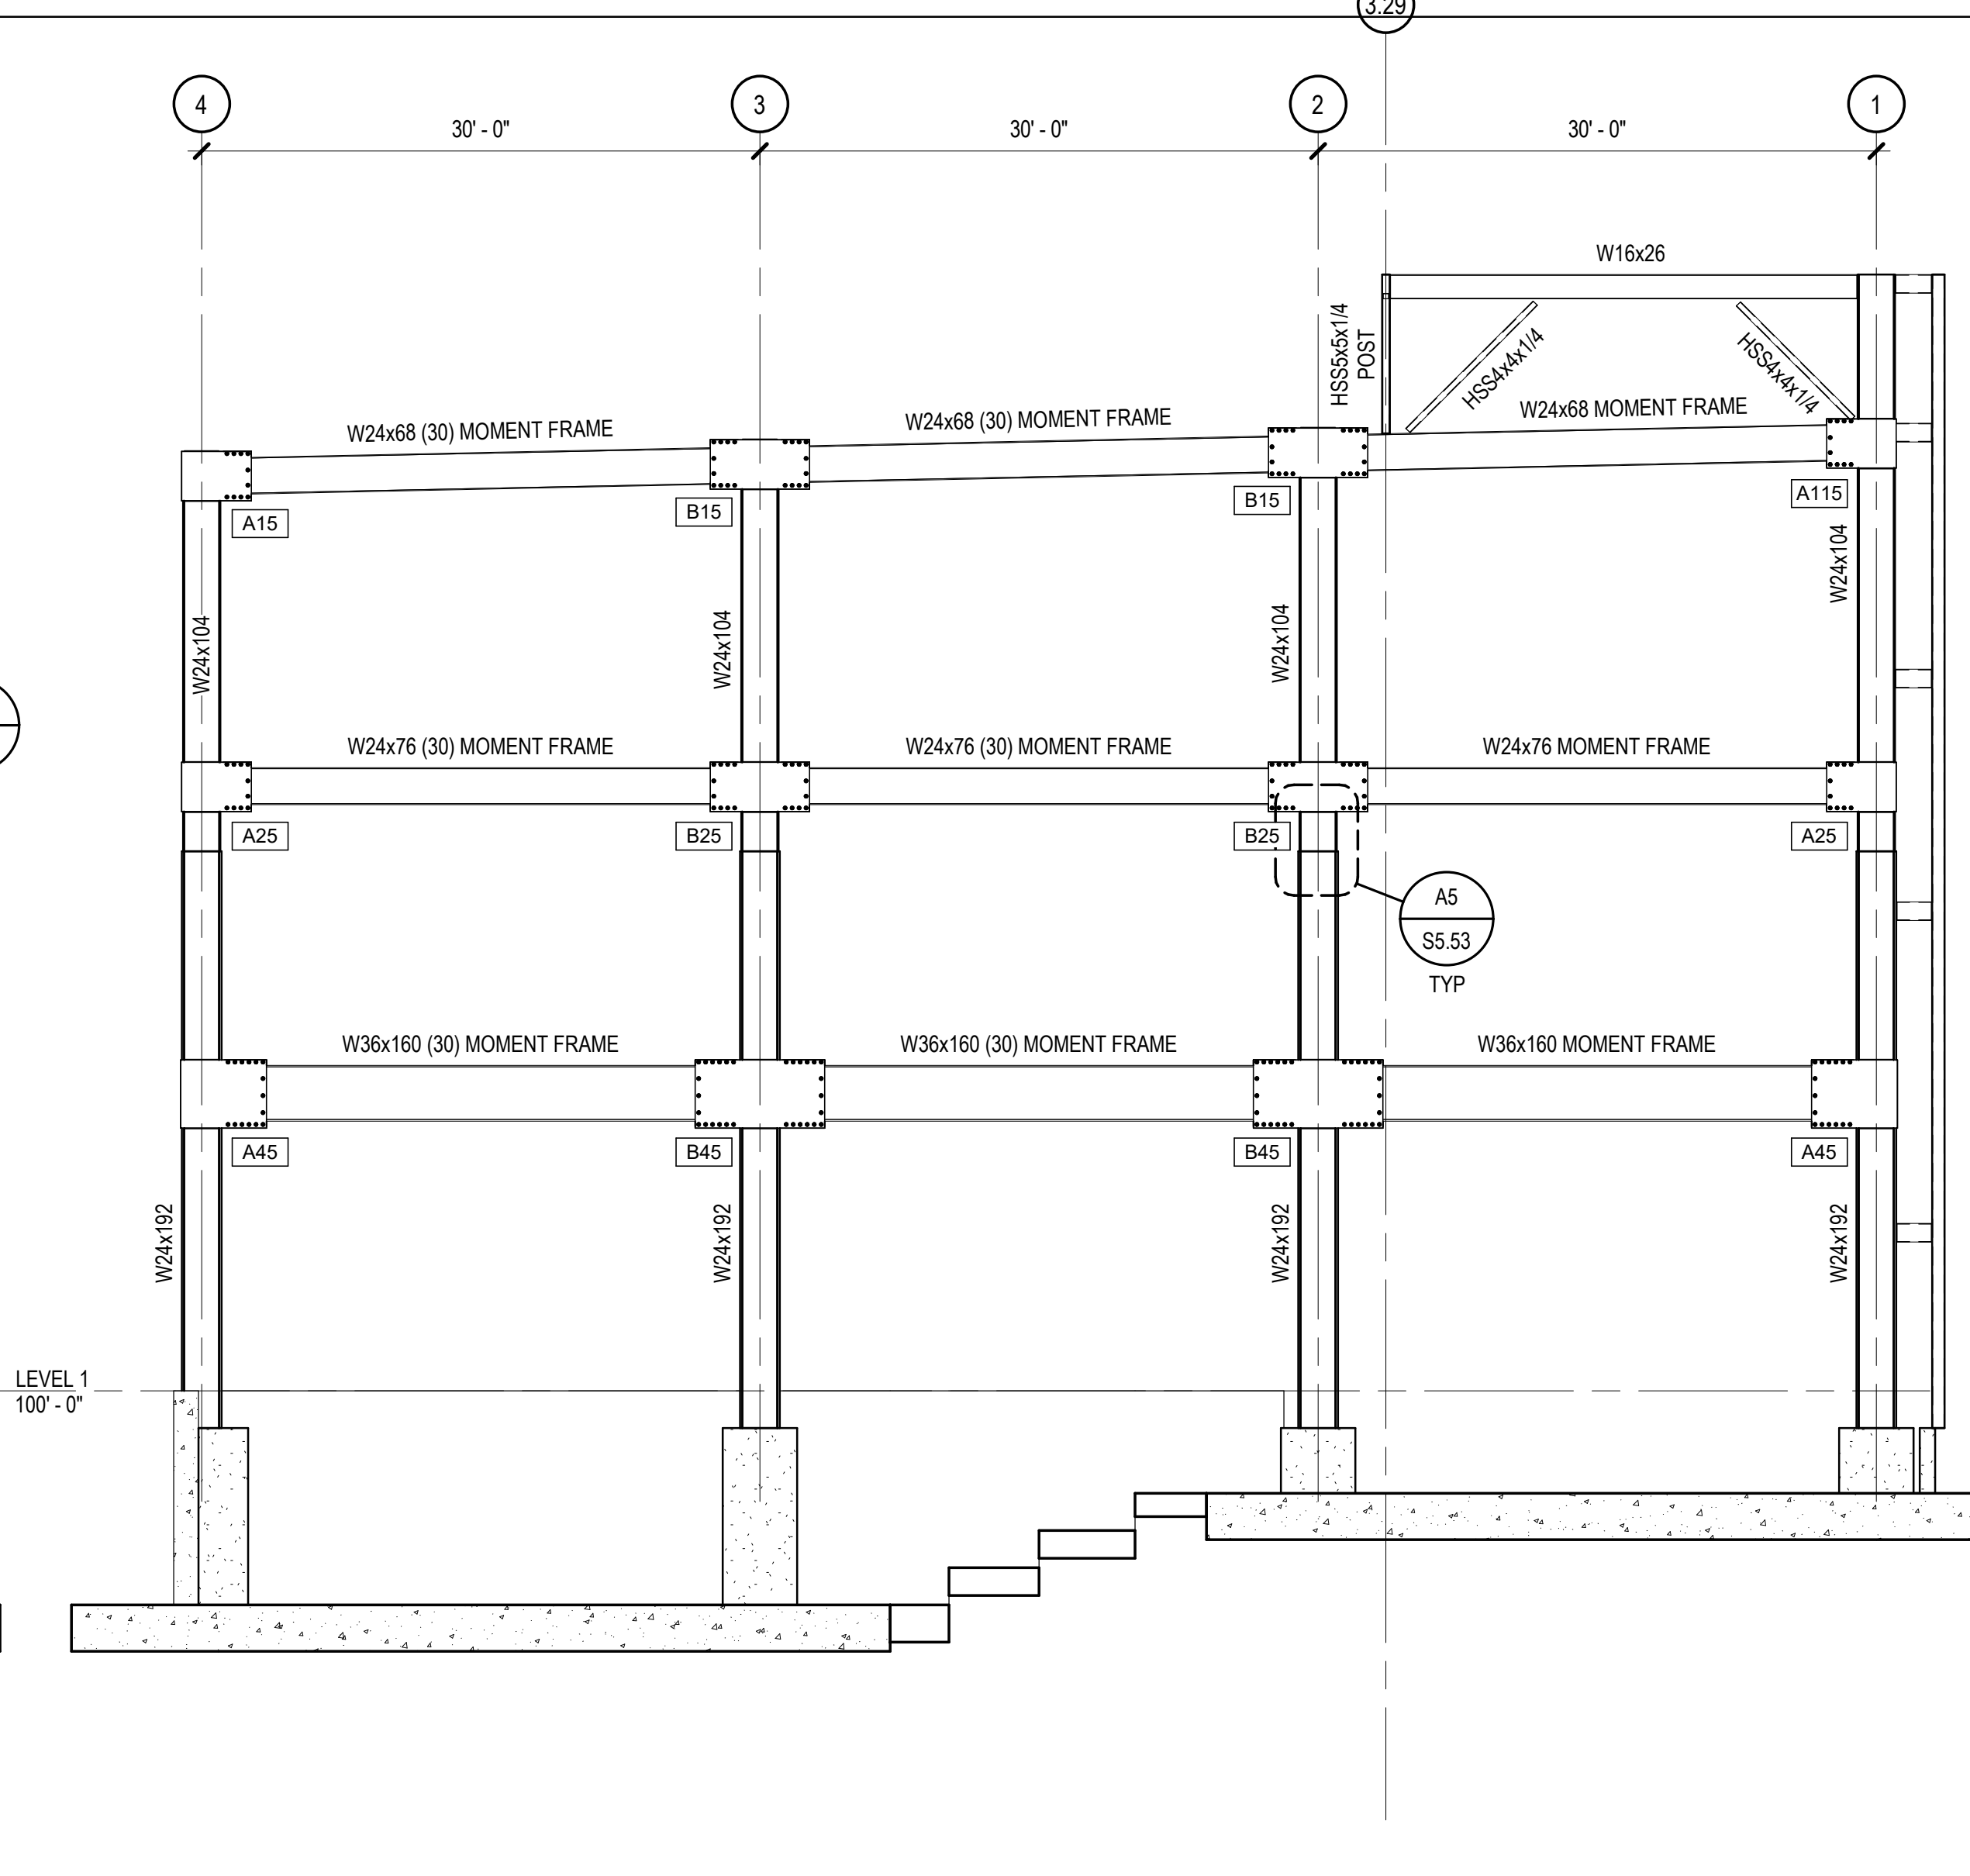 3.29
4
3
2
1
30' - 0"
30' - 0"
30' - 0"
W16x26
HSS5x5x1/4
POST
HSS4x4x1/4
HSS4x4x1/4
W24x68 (30) MOMENT FRAME
W24x68 (30) MOMENT FRAME
W24x68 MOMENT FRAME
A15
B15
B15
A115
W24x104
W24x104
W24x104
W24x104
W24x76 (30) MOMENT FRAME
W24x76 (30) MOMENT FRAME
W24x76 MOMENT FRAME
A25
B25
B25
A25
A5
S5.53
TYP
W36x160 (30) MOMENT FRAME
W36x160 (30) MOMENT FRAME
W36x160 MOMENT FRAME
A45
B45
B45
A45
W24x192
W24x192
W24x192
W24x192
LEVEL 1
100' - 0"